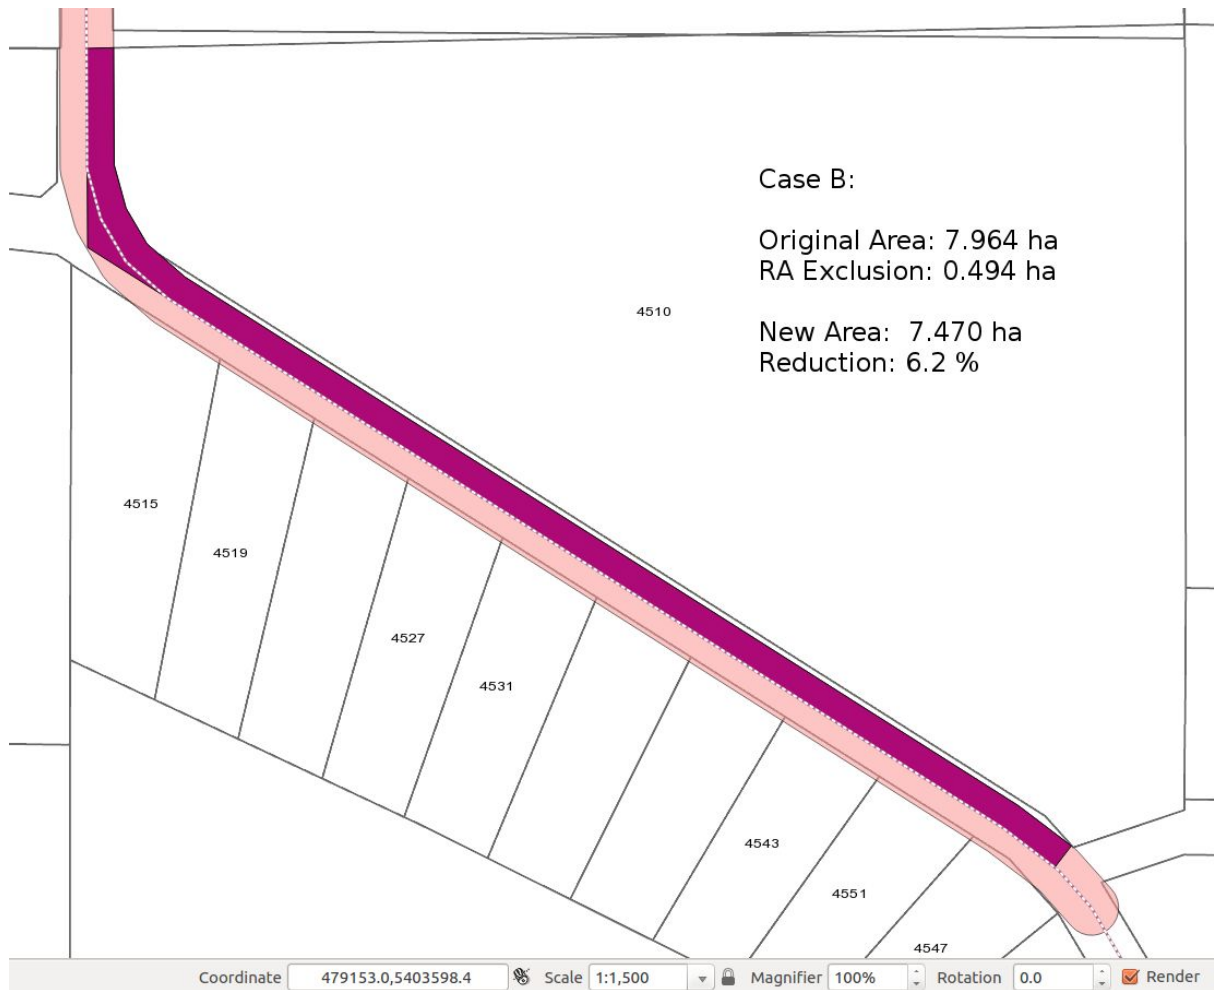 Case B:
Original Area: 7.964 ha
RA Exclusion: 0.494 ha
4510
New Area: 7.470 ha
Reduction: 6.2 %
4515
4519
4527
4531
4543
4551
4547
Coordinate 479153.0,5403598.4 Scale 1:1,500 Magnifier 100% Rotation 0.0 Render